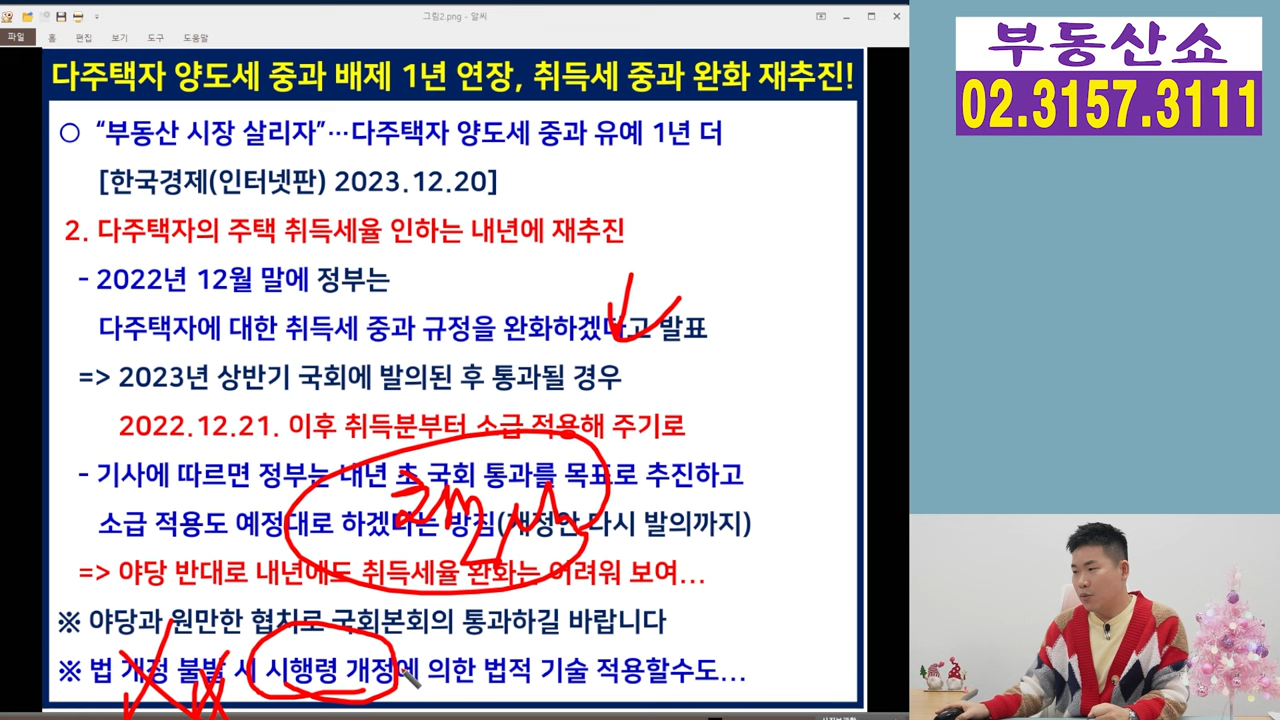 그림2.png - 알씨
파일 홈 편집 보기 도구 도움말
부동산쇼
02.3157.3111
다주택자 양도세 중과 배제 1년 연장, 취득세 중과 완화 재추진!
○ “부동산 시장 살리자”…다주택자 양도세 중과 유예 1년 더
[한국경제(인터넷판) 2023.12.20]
2. 다주택자의 주택 취득세율 인하는 내년에 재추진
- 2022년 12월 말에 정부는
다주택자에 대한 취득세 중과 규정을 완화하겠다고 발표
=> 2023년 상반기 국회에 발의된 후 통과될 경우
2022.12.21. 이후 취득분부터 소급 적용해 주기로
- 기사에 따르면 정부는 내년 초 국회 통과를 목표로 추진하고
소급 적용도 예정대로 하겠다는 방침(개정안 다시 발의까지)
=> 야당 반대로 내년에도 취득세율 완화는 어려워 보여…
※ 야당과 원만한 협치로 국회본회의 통과하길 바랍니다
※ 법 개정 불발 시 시행령 개정에 의한 법적 기술 적용할수도…